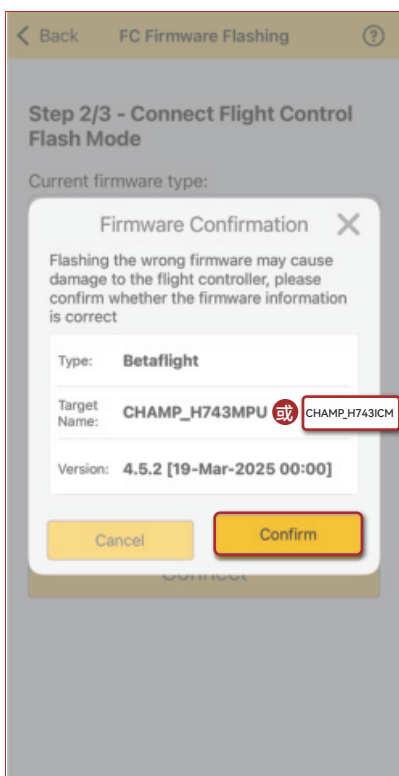 Back FC Firmware Flashing ?
Step 2/3 - Connect Flight Control
Flash Mode
Current firmware type:
Firmware Confirmation
Flashing the wrong firmware may cause
damage to the flight controller, please
confirm whether the firmware information
is correct
Type: Betaflight
Target
Name: CHAMP_H743MPU 或 CHAMP_H743ICM
Version: 4.5.2 [19-Mar-2025 00:00]
Cancel Confirm
Connect